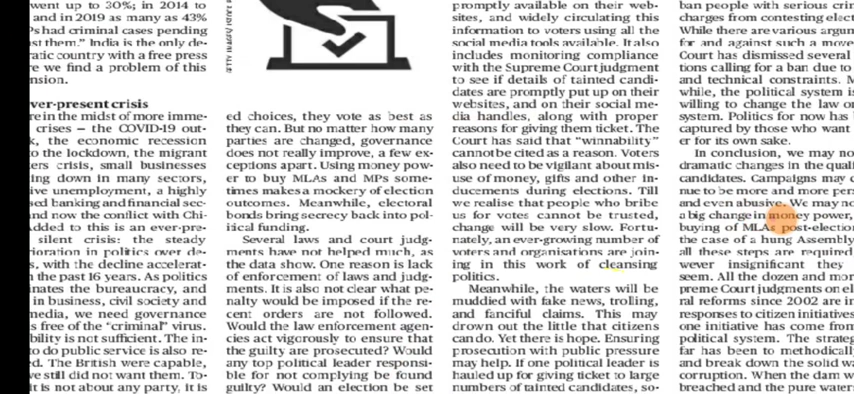 went up to 30%; in 2014 to
and in 2019 as many as 43%
had criminal cases pending
them." India is the only de-
country with a free press
we find a problem of this
ver-present crisis
in the midst of more imme-
crises – the COVID-19 out-
the economic recession
to the lockdown, the migrant
crisis, small businesses
down in many sectors,
unemployment, a highly
banking and financial sec-
and now the conflict with Chi-
to this is an ever-pre-
silent crisis: the steady
in politics over de-
with the decline accelerat-
the past 16 years. As politics
the bureaucracy, and
in business, civil society and
media, we need governance
is free of the "criminal" virus.
is not sufficient. The in-
to do public service is also re-
The British were capable,
we still did not want them. To-
it is not about any party, it is
ed choices, they vote as best as
they can. But no matter how many
parties are changed, governance
does not really improve, a few ex-
ceptions apart. Using money pow-
er to buy MLAs and MPs some-
times makes a mockery of election
outcomes. Meanwhile, electoral
bonds bring secrecy back into pol-
itical funding.
Several laws and court judg-
ments have not helped much, as
the data show. One reason is lack
of enforcement of laws and judg-
ments. It is also not clear what pe-
nalty would be imposed if the re-
cent orders are not followed.
Would the law enforcement agen-
cies act vigorously to ensure that
the guilty are prosecuted? Would
any top political leader responsi-
ble for not complying be found
guilty? Would an election be set
promptly available on their web-
sites, and widely circulating this
information to voters using all the
social media tools available. It also
includes monitoring compliance
with the Supreme Court judgment
to see if details of tainted candi-
dates are promptly put up on their
websites, and on their social me-
dia handles, along with proper
reasons for giving them ticket. The
Court has said that "winnability"
cannot be cited as a reason. Voters
also need to be vigilant about mis-
use of money, gifts and other in-
ducements during elections. Till
we realise that people who bribe
us for votes cannot be trusted,
change will be very slow. Fortu-
nately, an ever-growing number of
voters and organisations are join-
ing in this work of cleansing
politics.
Meanwhile, the waters will be
muddied with fake news, trolling,
and fanciful claims. This may
drown out the little that citizens
can do. Yet there is hope. Ensuring
prosecution with public pressure
may help. If one political leader is
hauled up for giving ticket to large
numbers of tainted candidates, so-
ban people with serious crim
charges from contesting elect
While there are various argum
for and against such a move
Court has dismissed several
tions calling for a ban due to
and technical constraints. M
while, the political system is
willing to change the law or
system. Politics for now has
captured by those who want
er for its own sake.
In conclusion, we may no
dramatic changes in the quali
candidates. Campaigns may c
nue to be more and more per
and even abusive. We may no
a big change in money power,
buying of MLAs post-election
the case of a hung Assembly
all these steps are required
wever insignificant they
seem. All the dozen and mor
preme Court judgments on el
ral reforms since 2002 are in
responses to citizen initiatives
one initiative has come from
political system. The strateg
far has been to methodically
and break down the solid wa
corruption. When the dam w
breached and the pure water